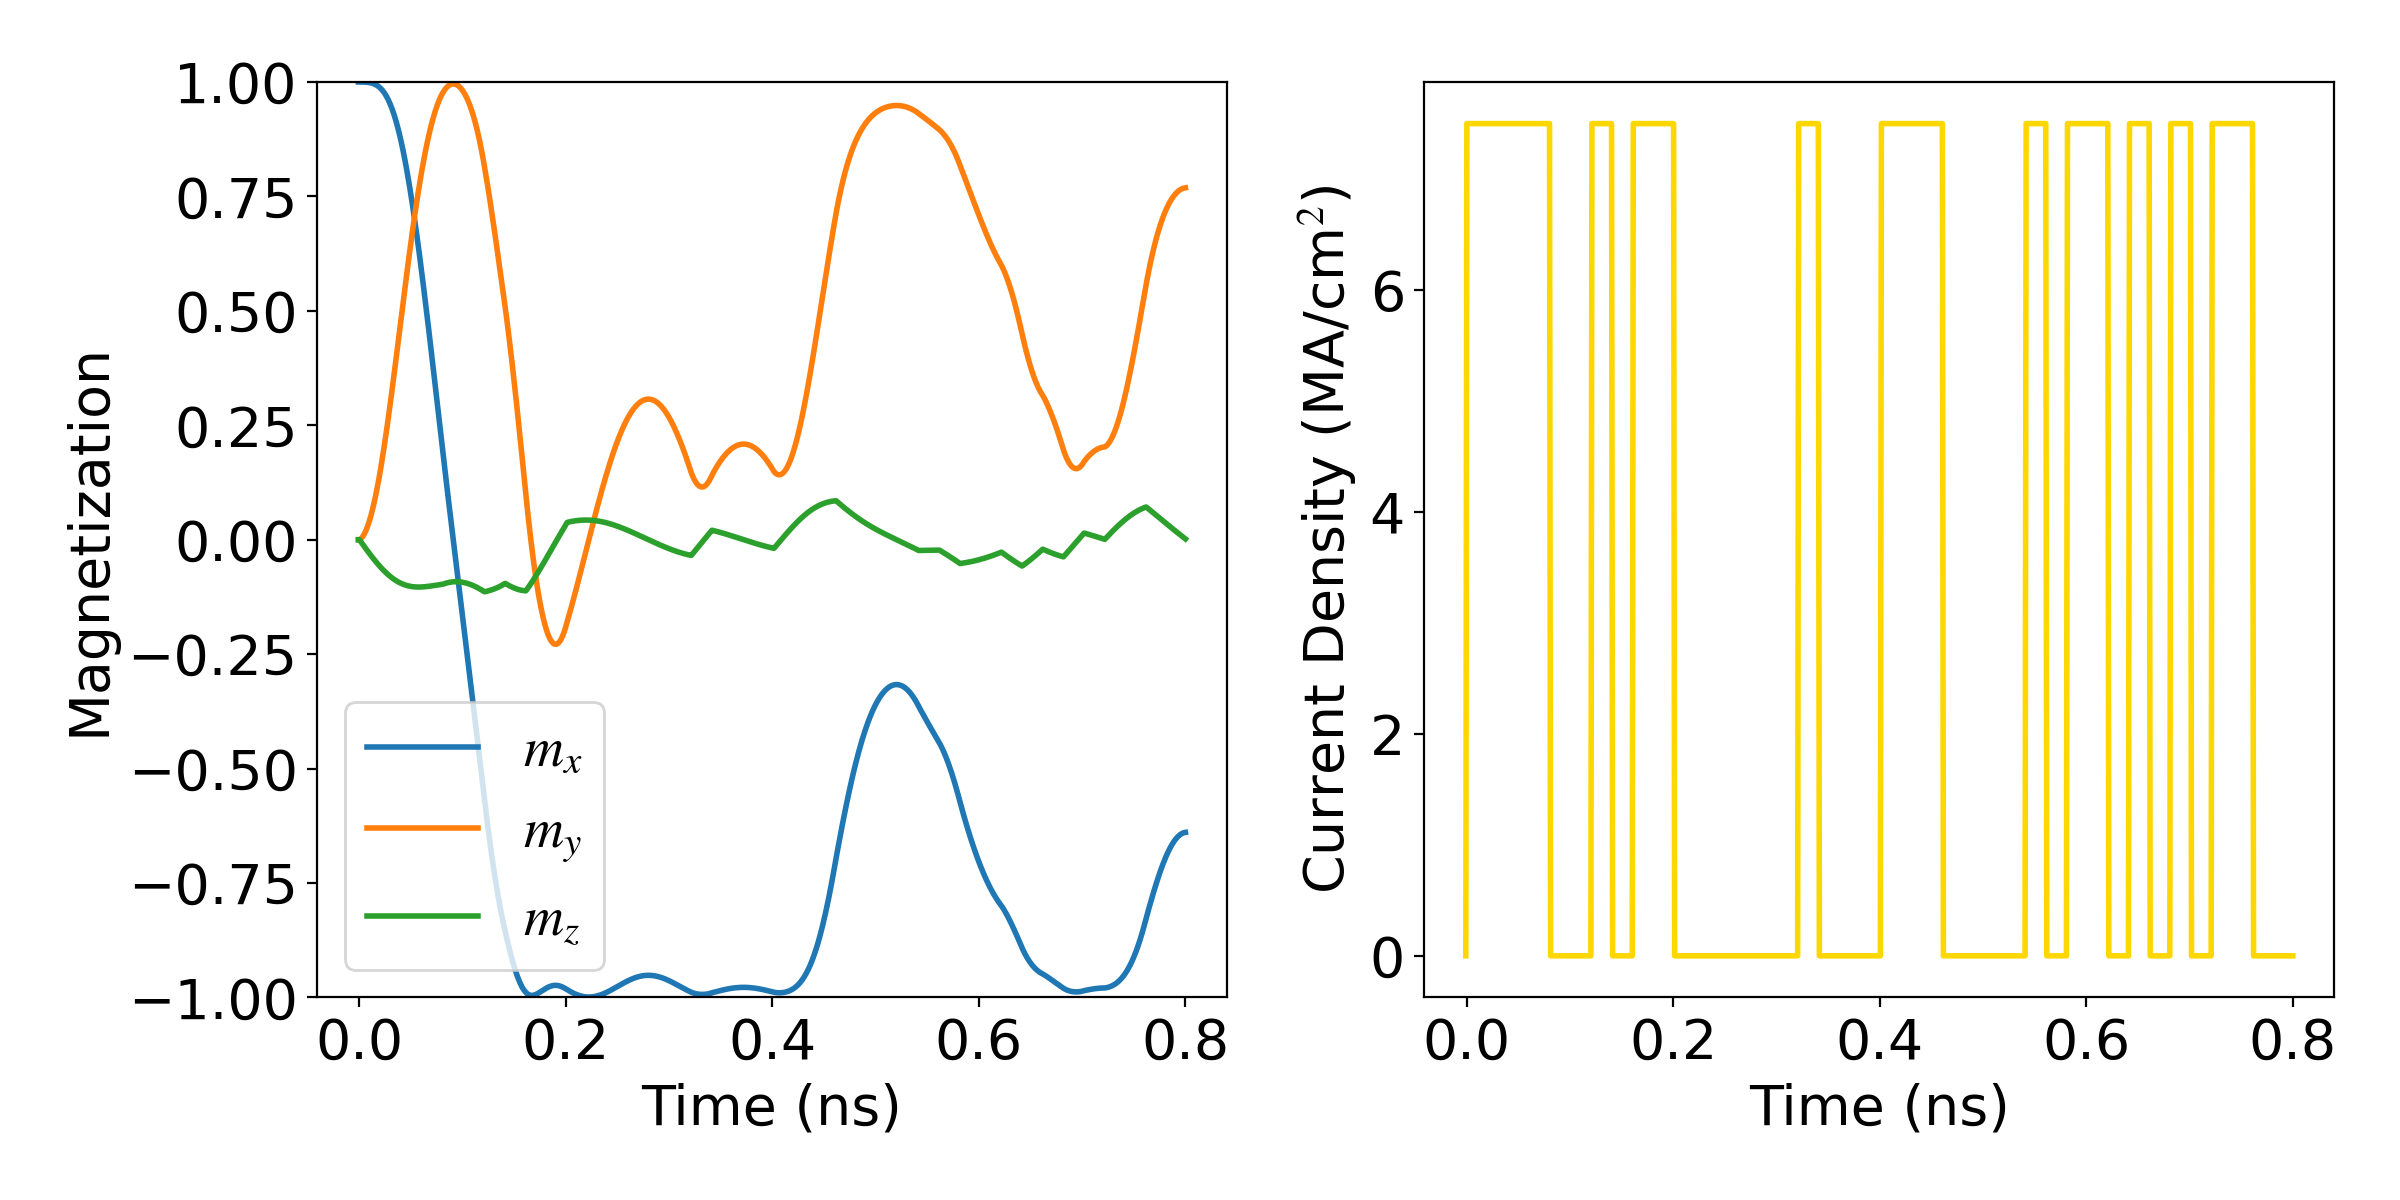 1.00
0.75
0.50
0.25
0.00
−0.25
−0.50
−0.75
−1.00
Magnetization
m_x
m_y
m_z
0.0 0.2 0.4 0.6 0.8
Time (ns)
6
4
2
0
Current Density (MA/cm²)
0.0 0.2 0.4 0.6 0.8
Time (ns)